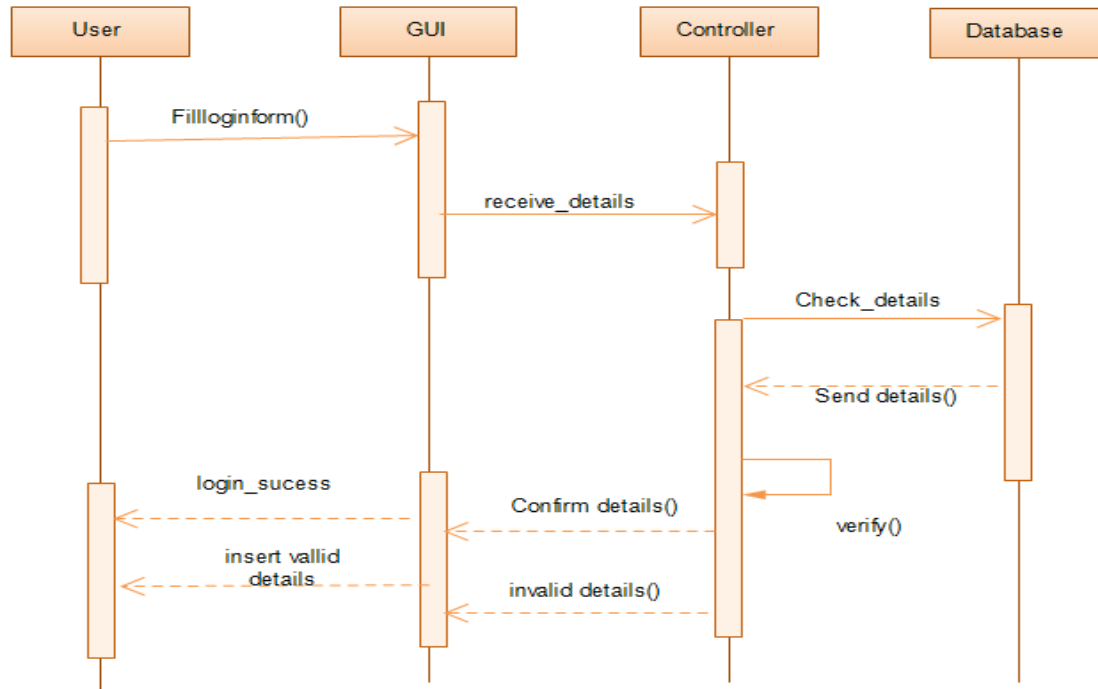 User
GUI
Controller
Database
Fillloginform()
receive_details
Check_details
Send details()
verify()
login_sucess
Confirm details()
insert vallid
details
invalid details()